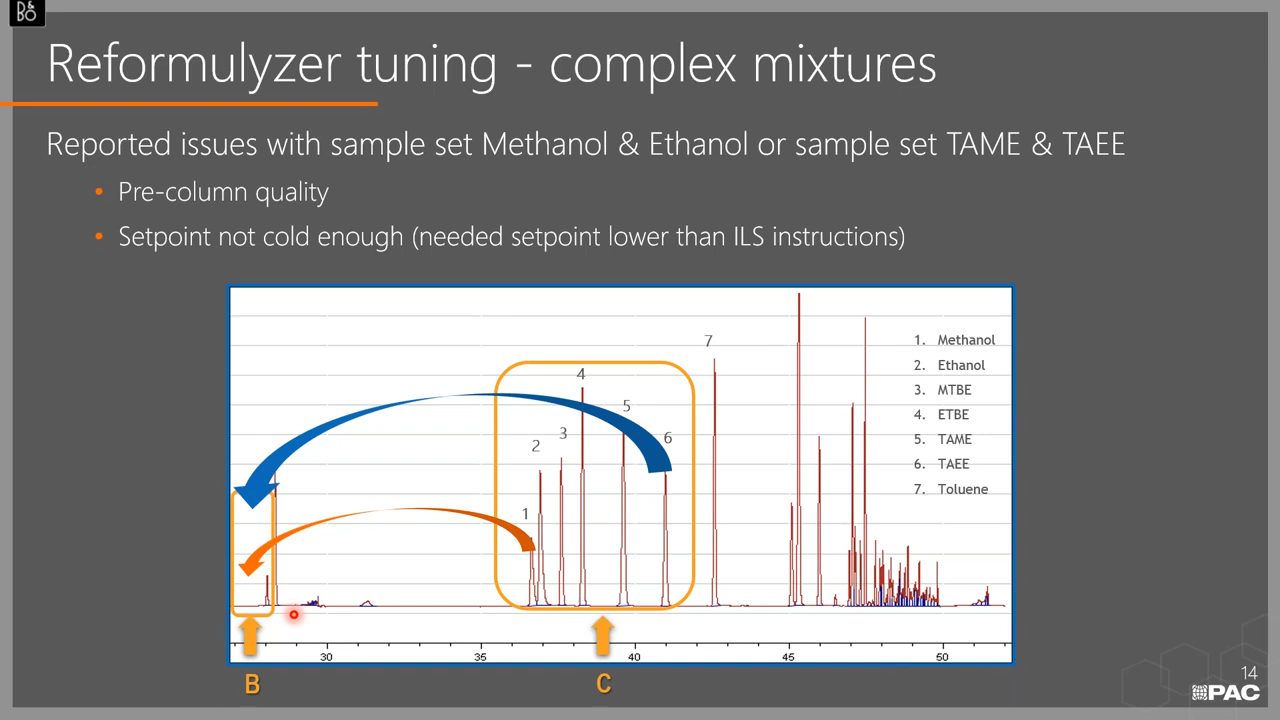 B&O
Reformulyzer tuning - complex mixtures
Reported issues with sample set Methanol & Ethanol or sample set TAME & TAEE
• Pre-column quality
• Setpoint not cold enough (needed setpoint lower than ILS instructions)
1
2
3
4
5
6
7
1. Methanol
2. Ethanol
3. MTBE
4. ETBE
5. TAME
6. TAEE
7. Toluene
30 35 40 45 50
B C
14
PAC